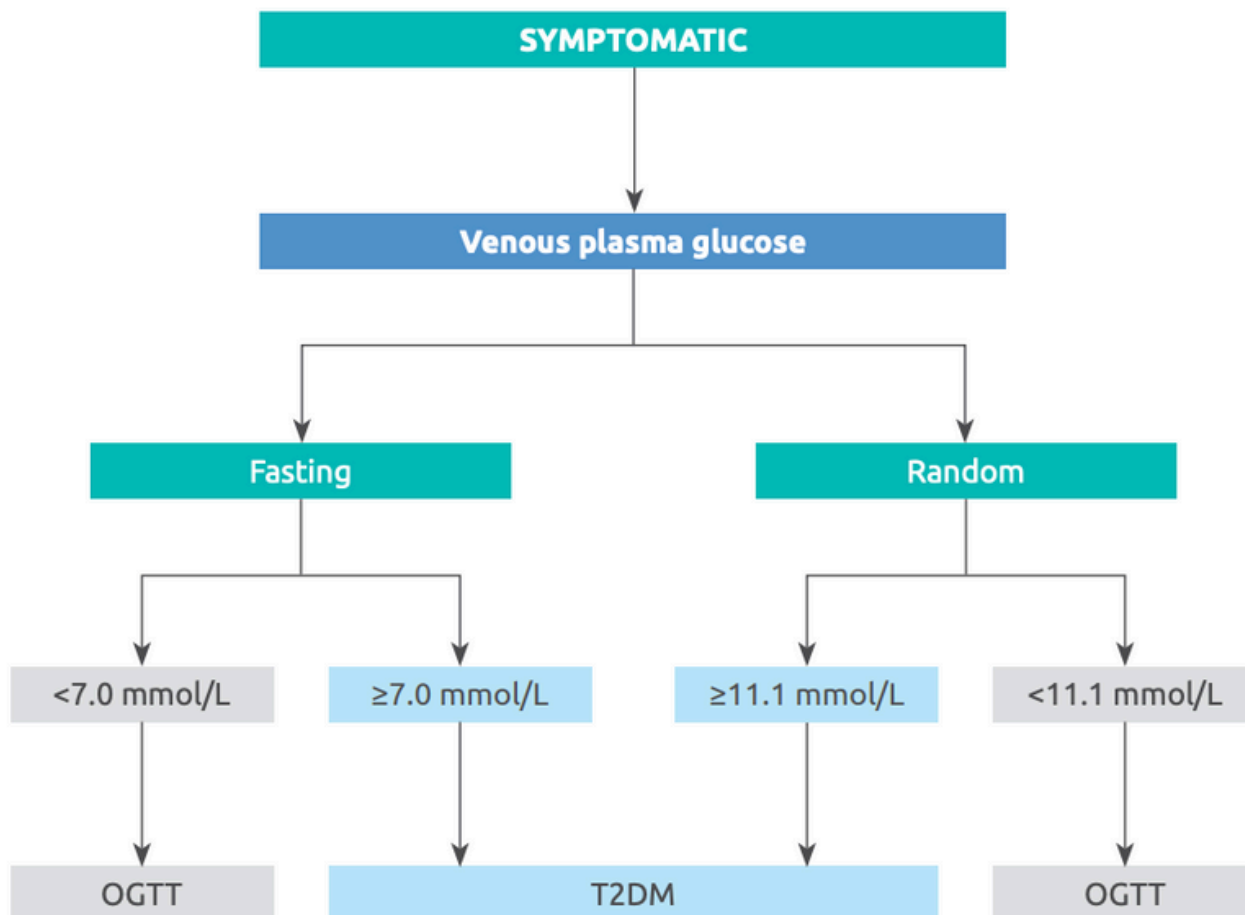 SYMPTOMATIC
Venous plasma glucose
Fasting
Random
<7.0 mmol/L
≥7.0 mmol/L
≥11.1 mmol/L
<11.1 mmol/L
OGTT
T2DM
OGTT